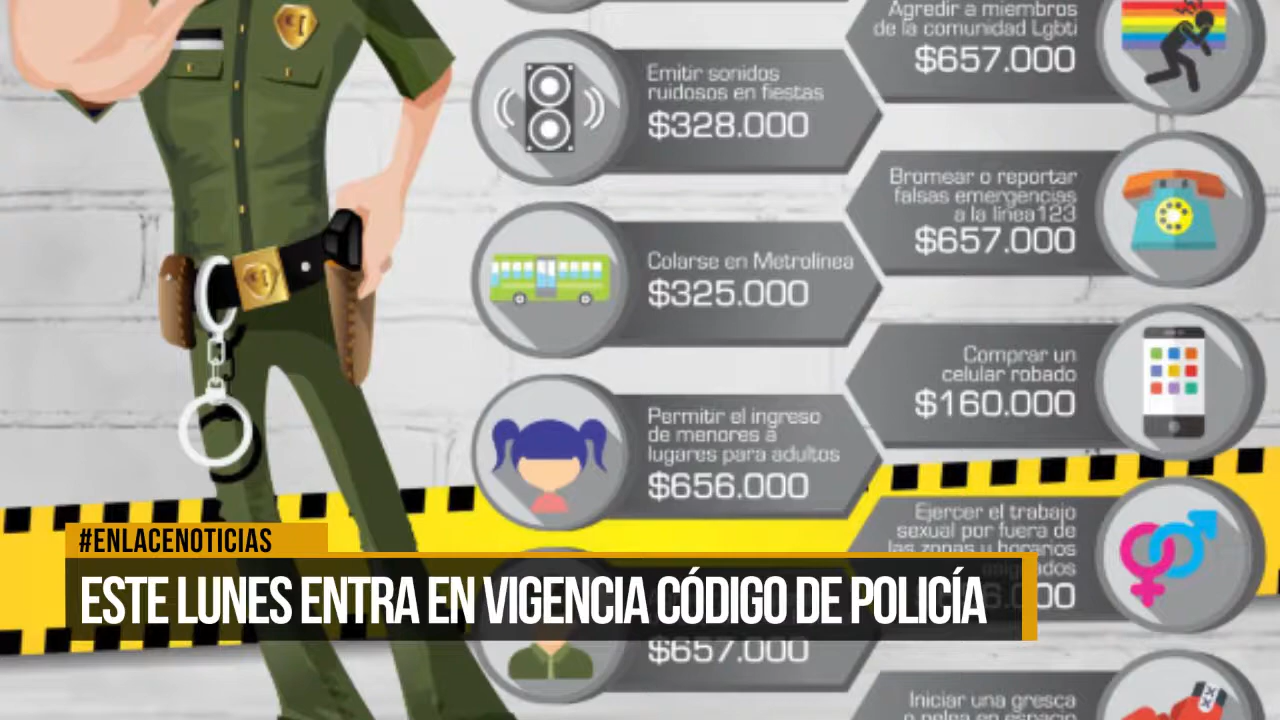 Agredir a miembros
de la comunidad Lgbti
$657.000
Emitir sonidos
ruidosos en fiestas
$328.000
Bromear o reportar
falsas emergencias
a la línea123
$657.000
Colarse en Metrolínea
$325.000
Comprar un
celular robado
$160.000
Permitir el ingreso
de menores a
lugares para adultos
$656.000
Ejercer el trabajo
sexual por fuera de
las zonas y horarios
#ENLACENOTICIAS
ESTE LUNES ENTRA EN VIGENCIA CÓDIGO DE POLICÍA
$657.000
Iniciar una gresca
o pelea en espacio